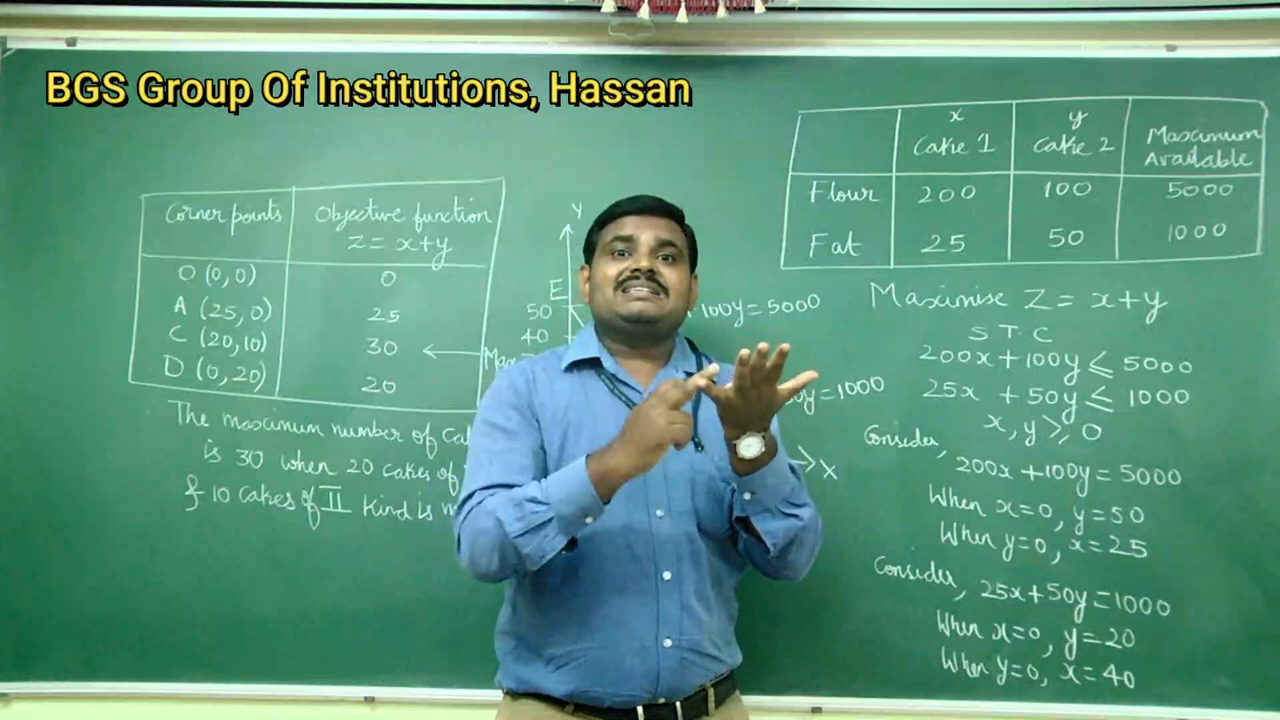 BGS Group Of Institutions, Hassan
Corner points Objective function
Z = x+y
O (0,0) 0
A (25,0) 25
C (20,10) 30
D (0,20) 20
The maximum number of
is 30 when 20 cakes of
& 10 cakes of II Kind is
Y
E
50
40
100y = 5000
y=1000
X
x y Maximum
Cake 1 Cake 2 Available
Flour 200 100 5000
Fat 25 50 1000
Maximise Z = x+y
S.T.C
200x+100y ≤ 5000
25x + 50y ≤ 1000
x, y ≥ 0
Consider,
200x+100y = 5000
When x=0, y=50
When y=0, x=25
Consider, 25x+50y=1000
When x=0, y=20
When y=0, x=40